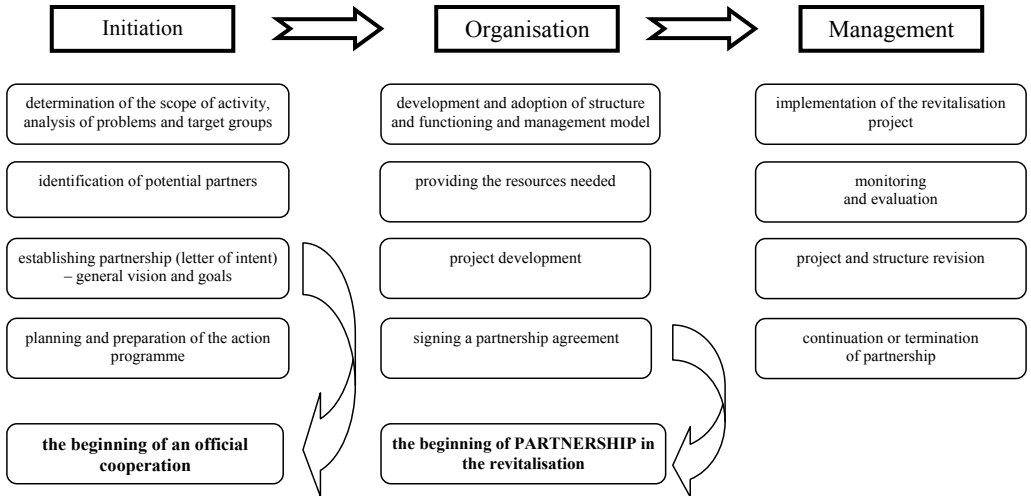 Initiation
Organisation
Management
determination of the scope of activity,
analysis of problems and target groups
identification of potential partners
establishing partnership (letter of intent)
– general vision and goals
planning and preparation of the action
programme
the beginning of an official
cooperation
development and adoption of structure
and functioning and management model
providing the resources needed
project development
signing a partnership agreement
the beginning of PARTNERSHIP in
the revitalisation
implementation of the revitalisation
project
monitoring
and evaluation
project and structure revision
continuation or termination
of partnership